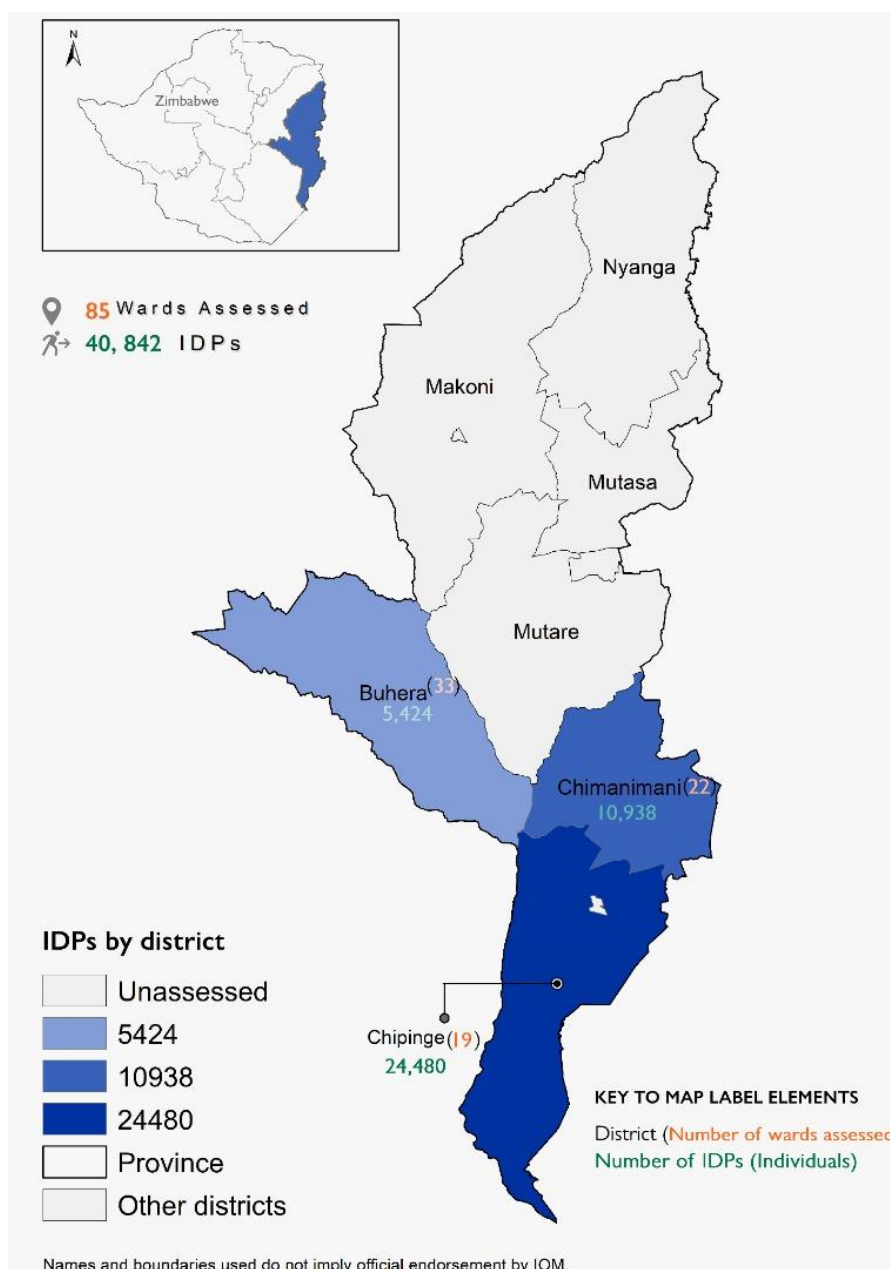 N
Zimbabwe
85 Wards Assessed
40, 842 IDPs
Nyanga
Makoni
Mutasa
Mutare
Buhera(33)
5,424
Chimanimani(22)
10,938
Chipinge(19)
24,480
IDPs by district
Unassessed
5424
10938
24480
Province
Other districts
KEY TO MAP LABEL ELEMENTS
District (Number of wards assessed
Number of IDPs (Individuals)
Names and boundaries used do not imply official endorsement by IOM.